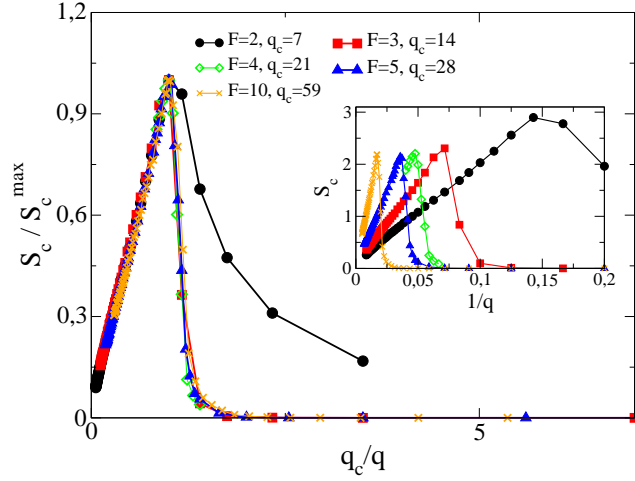 1,2
0,9
0,6
0,3
0
S_c / S_c^max
F=2, q_c=7
F=3, q_c=14
F=4, q_c=21
F=5, q_c=28
F=10, q_c=59
3
2
1
0
S_c
0 0,05 0,1 0,15 0,2
1/q
0 5
q_c/q